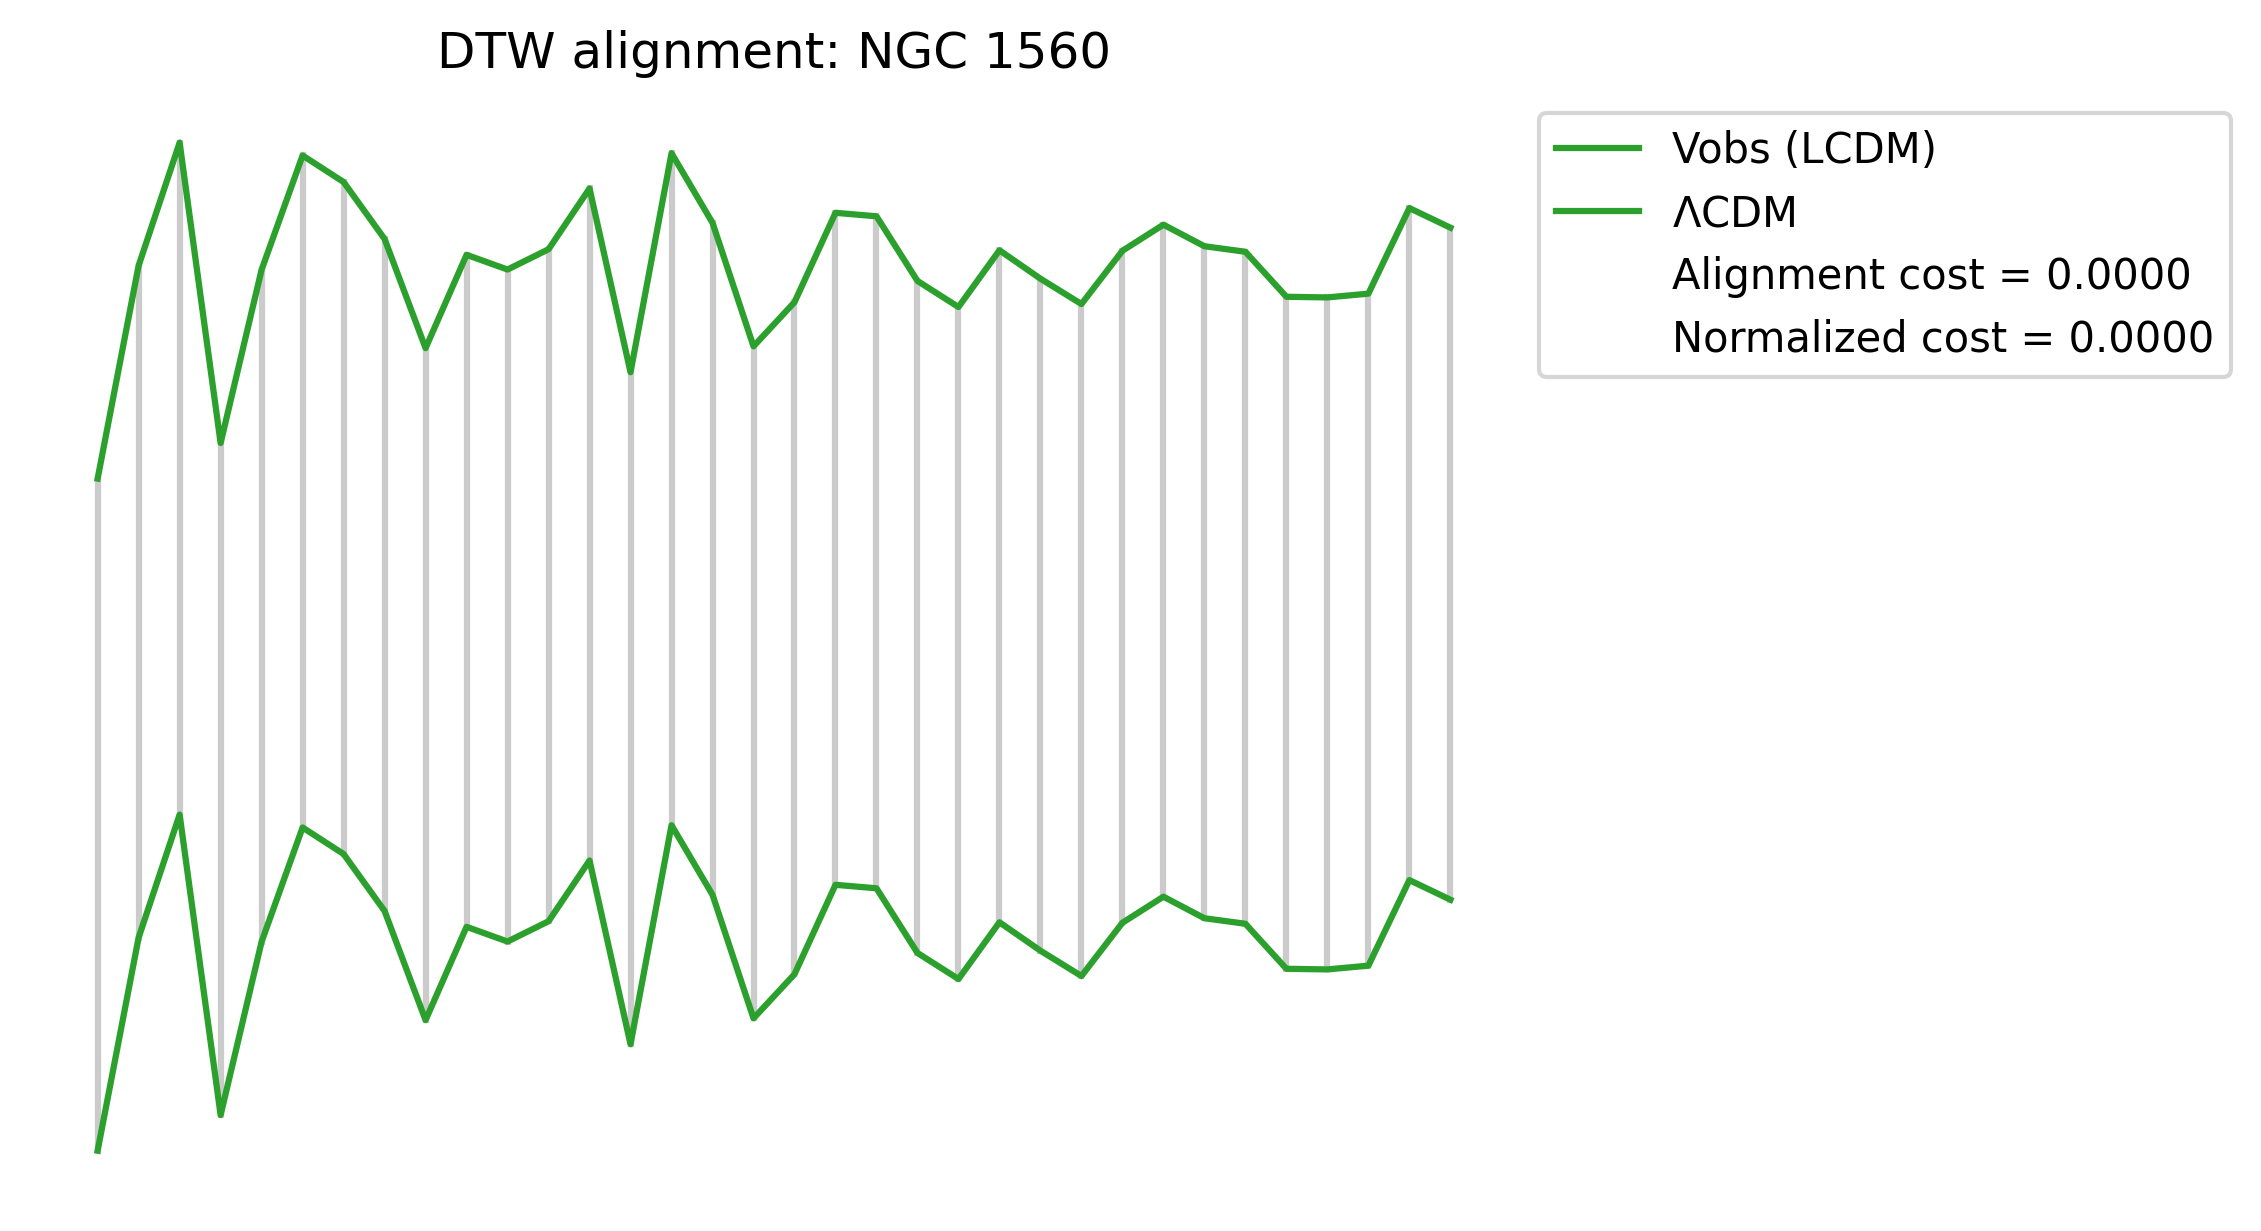 DTW alignment: NGC 1560
Vobs (LCDM)
ΛCDM
Alignment cost = 0.0000
Normalized cost = 0.0000